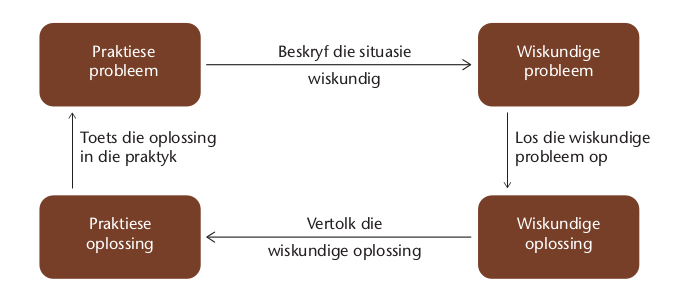 Praktiese
probleem
Beskryf die situasie
wiskundig
Wiskundige
probleem
Toets die oplossing
in die praktyk
Los die wiskundige
probleem op
Praktiese
oplossing
Vertolk die
wiskundige oplossing
Wiskundige
oplossing